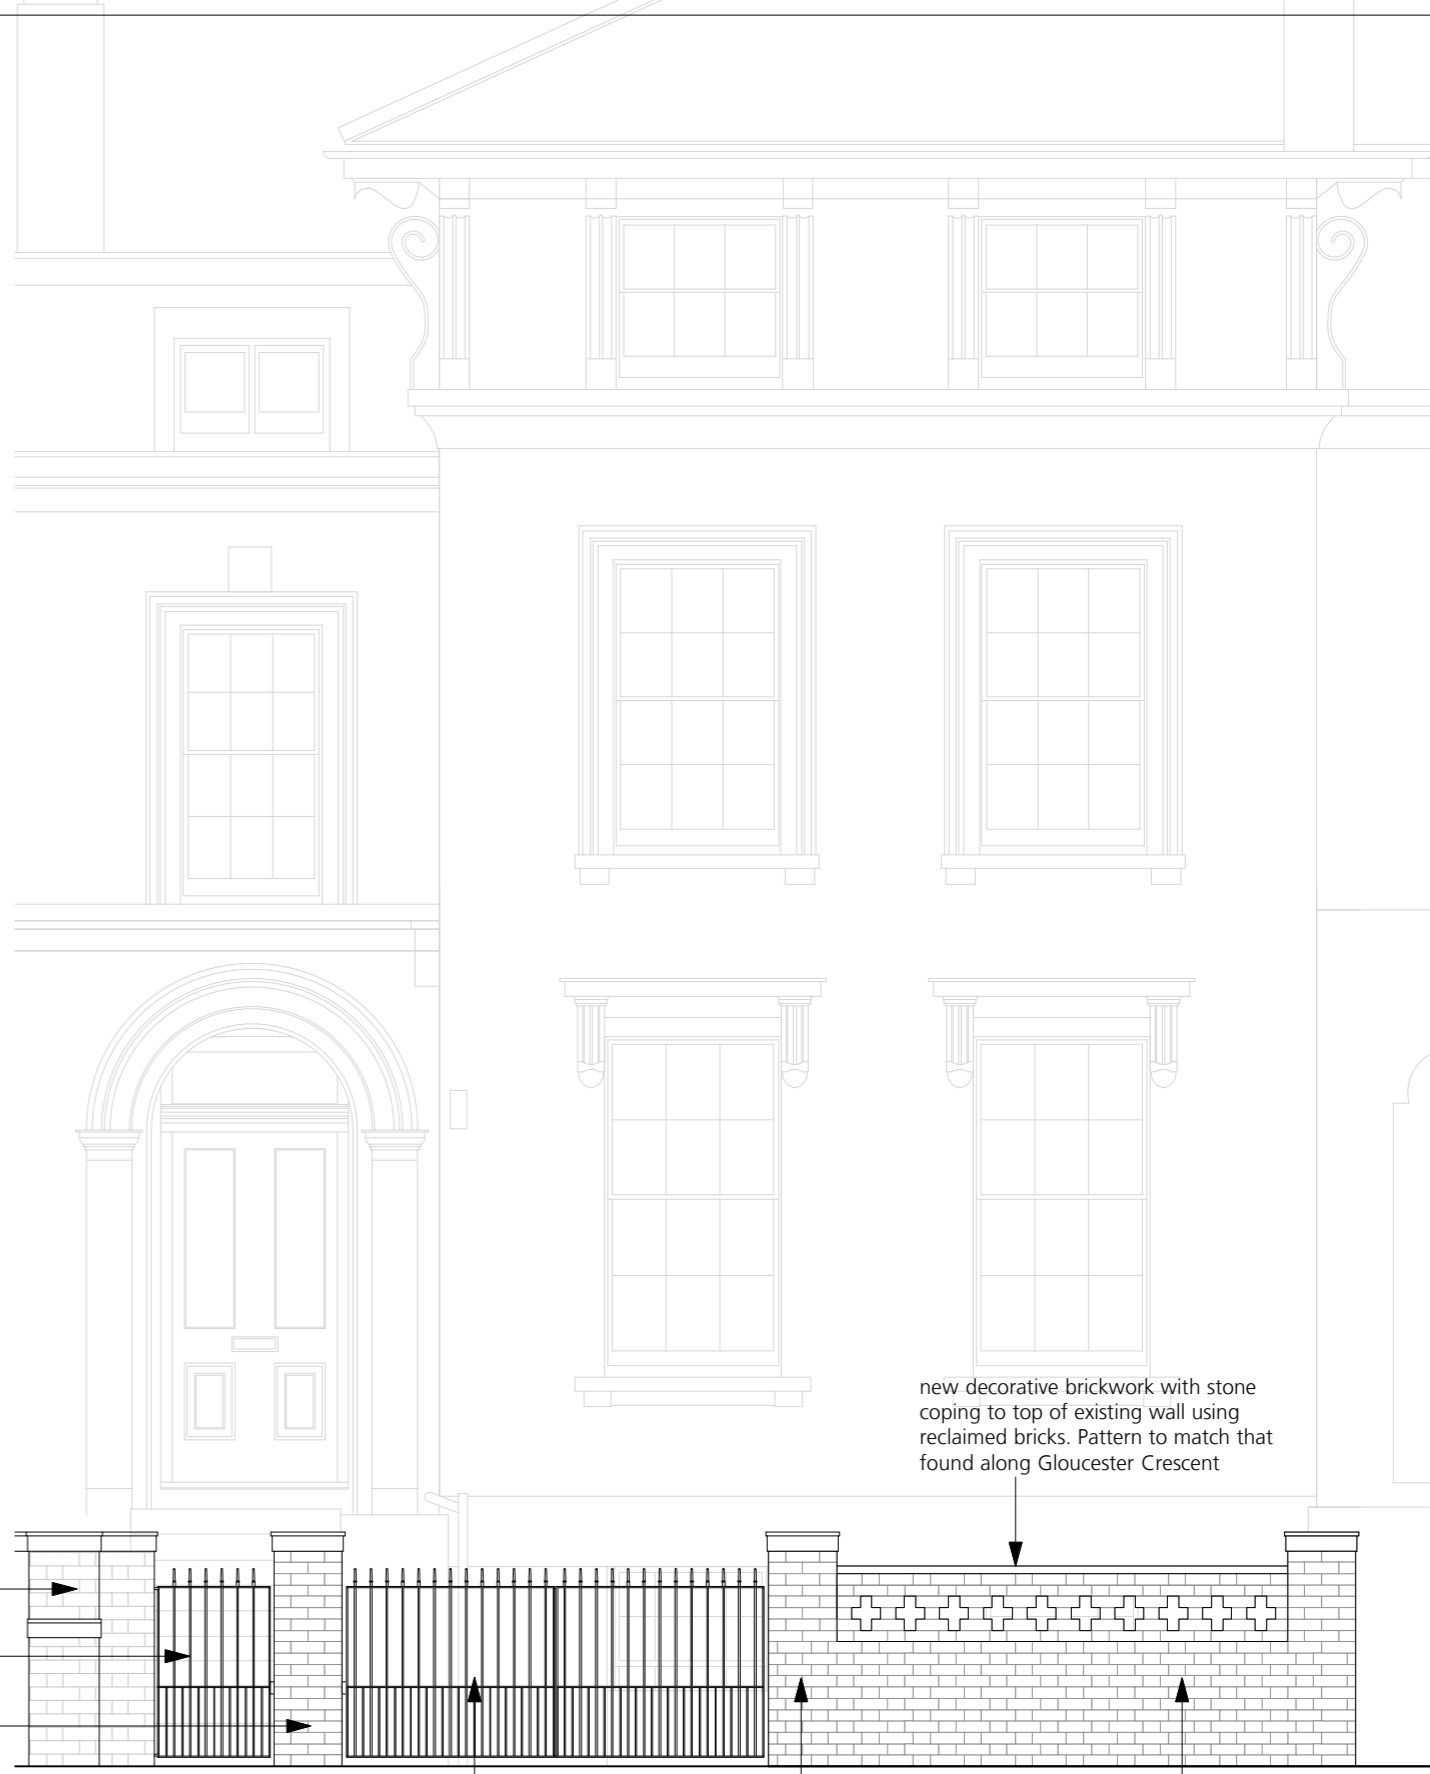 new decorative brickwork with stone
coping to top of existing wall using
reclaimed bricks. Pattern to match that
found along Gloucester Crescent